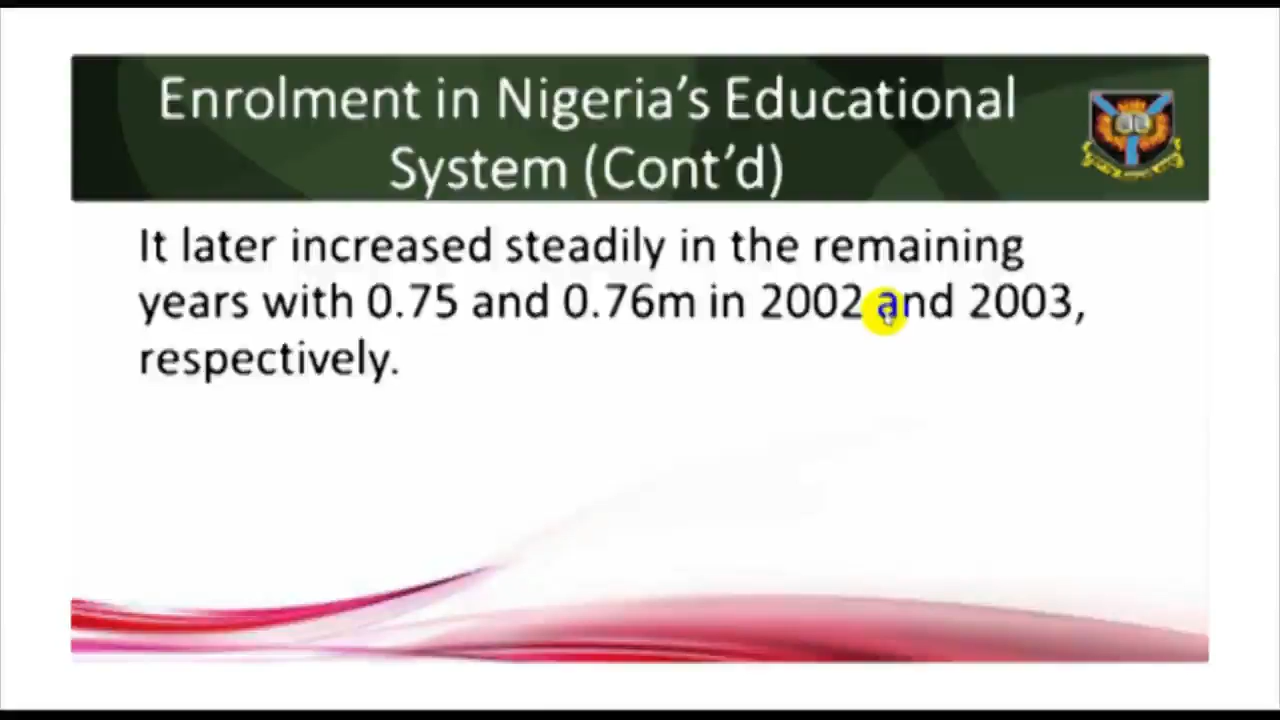 Enrolment in Nigeria's Educational
System (Cont'd)
It later increased steadily in the remaining
years with 0.75 and 0.76m in 2002 and 2003,
respectively.